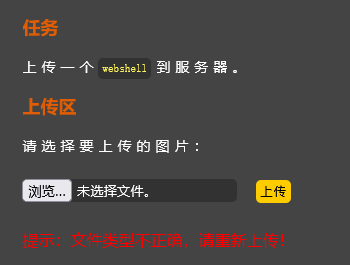 任务
上传一个 webshell 到服务器。
上传区
请选择要上传的图片：
浏览... 未选择文件。 上传
提示：文件类型不正确，请重新上传！